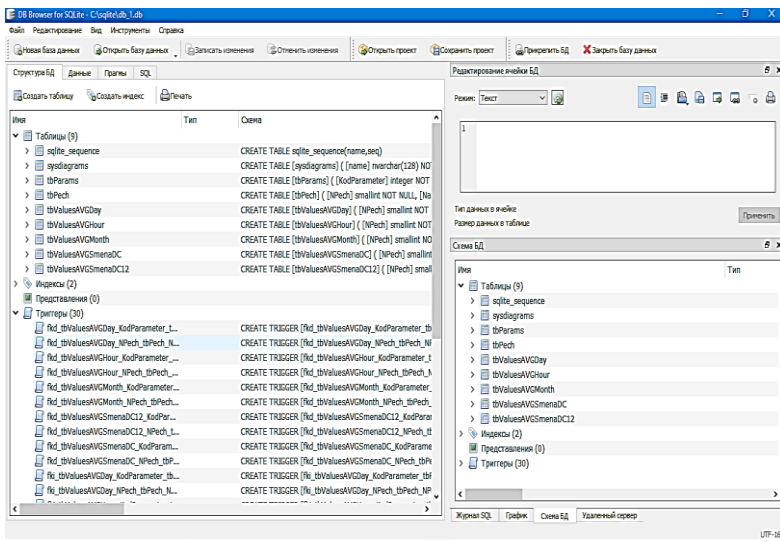 DB Browser for SQLite - C:\sqlite\db_1.db
Файл Редактирование Вид Инструменты Справка
Новая база данных Открыть базу данных Записать изменения Отменить изменения Открыть проект Сохранить проект Прикрепить БД Закрыть базу данных
Структура БД Данные Прагмы SQL
Создать таблицу Создать индекс Печать
Имя Тип Схема
Таблицы (9)
sqlite_sequence CREATE TABLE sqlite_sequence(name,seq)
sysdiagrams CREATE TABLE [sysdiagrams] ( [name] nvarchar(128) NO
tbParams CREATE TABLE [tbParams] ( [KodParameter] integer NOT
tbPech CREATE TABLE [tbPech] ( [NPech] smallint NOT NULL, [Na
tbValuesAVGDay CREATE TABLE [tbValuesAVGDay] ( [NPech] smallint NOT
tbValuesAVGHour CREATE TABLE [tbValuesAVGHour] ( [NPech] smallint NOT
tbValuesAVGMonth CREATE TABLE [tbValuesAVGMonth] ( [NPech] smallint NO
tbValuesAVGSmenaDC CREATE TABLE [tbValuesAVGSmenaDC] ( [NPech] smallint
tbValuesAVGSmenaDC12 CREATE TABLE [tbValuesAVGSmenaDC12] ( [NPech] small
Индексы (2)
Представления (0)
Триггеры (30)
fkd_tbValuesAVGDay_KodParameter_t... CREATE TRIGGER [fkd_tbValuesAVGDay_KodParameter_tb
fkd_tbValuesAVGDay_NPech_tbPech_N... CREATE TRIGGER [fkd_tbValuesAVGDay_NPech_tbPech_NP
fkd_tbValuesAVGHour_KodParameter_... CREATE TRIGGER [fkd_tbValuesAVGHour_KodParameter_t
fkd_tbValuesAVGHour_NPech_tbPech_... CREATE TRIGGER [fkd_tbValuesAVGHour_NPech_tbPech_N
fkd_tbValuesAVGMonth_KodParameter... CREATE TRIGGER [fkd_tbValuesAVGMonth_KodParameter_
fkd_tbValuesAVGMonth_NPech_tbPech... CREATE TRIGGER [fkd_tbValuesAVGMonth_NPech_tbPech_
fkd_tbValuesAVGSmenaDC12_KodPar... CREATE TRIGGER [fkd_tbValuesAVGSmenaDC12_KodParar
fkd_tbValuesAVGSmenaDC12_NPech_t... CREATE TRIGGER [fkd_tbValuesAVGSmenaDC12_NPech_tb
fkd_tbValuesAVGSmenaDC_KodParam... CREATE TRIGGER [fkd_tbValuesAVGSmenaDC_KodParame
fkd_tbValuesAVGSmenaDC_NPech_tbP... CREATE TRIGGER [fkd_tbValuesAVGSmenaDC_NPech_tbPe
fki_tbValuesAVGDay_KodParameter_tb... CREATE TRIGGER [fki_tbValuesAVGDay_KodParameter_tbF
fki_tbValuesAVGDay_NPech_tbPech_N... CREATE TRIGGER [fki_tbValuesAVGDay_NPech_tbPech_NP
Редактирование ячейки БД
Режим: Текст
1
Тип данных в ячейке
Размер данных в таблице
Применить
Схема БД
Имя Тип
Таблицы (9)
sqlite_sequence
sysdiagrams
tbParams
tbPech
tbValuesAVGDay
tbValuesAVGHour
tbValuesAVGMonth
tbValuesAVGSmenaDC
tbValuesAVGSmenaDC12
Индексы (2)
Представления (0)
Триггеры (30)
Журнал SQL График Схема БД Удаленный сервер
UTF-16